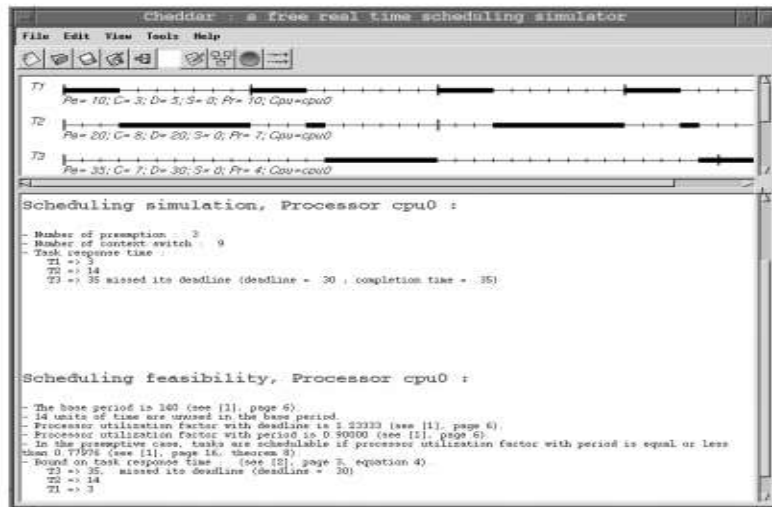 Cheddar : a free real time scheduling simulator
File Edit View Tools Help
T1
Pe= 10; C= 3; D= 5; S= 0; Pr= 10; Cpu=cpu0
T2
Pe= 20; C= 8; D= 20; S= 0; Pr= 7; Cpu=cpu0
T3
Pe= 35; C= 7; D= 30; S= 0; Pr= 4; Cpu=cpu0
Scheduling simulation, Processor cpu0 :
- Number of preemption : 3
- Number of context switch : 9
- Task response time :
T1 => 3
T2 => 14
T3 => 35 missed its deadline (deadline = 30 ; completion time = 35)
Scheduling feasibility, Processor cpu0 :
- The base period is 140 (see [1], page 6).
- 14 units of time are unused in the base period.
- Processor utilization factor with deadline is 1.23333 (see [1], page 6).
- Processor utilization factor with period is 0.90000 (see [1], page 6).
- In the preemptive case, tasks are schedulable if processor utilization factor with period is equal or less
than 0.77976 (see [1], page 16, theorem 8).
- Bound on task response time : (see [2], page 3, equation 4).
T3 => 35, missed its deadline (deadline = 30)
T2 => 14
T1 => 3